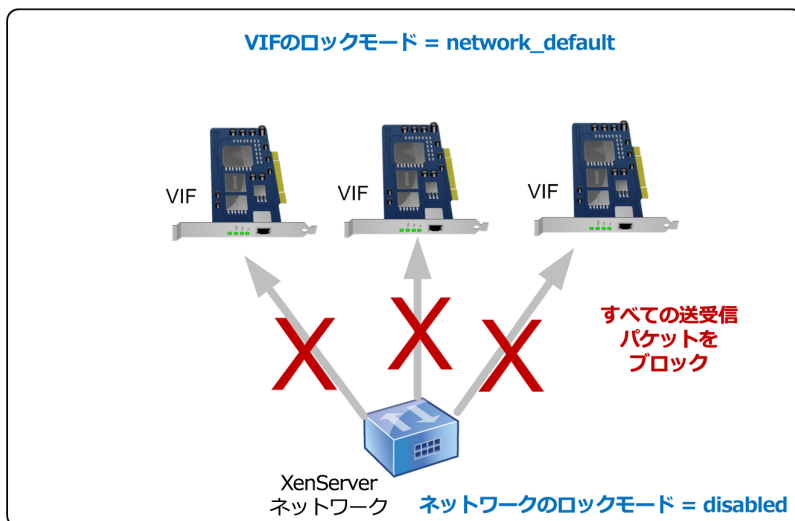 VIFのロックモード = network_default
VIF
VIF
VIF
すべての送受信
パケットを
ブロック
XenServer
ネットワーク
ネットワークのロックモード = disabled